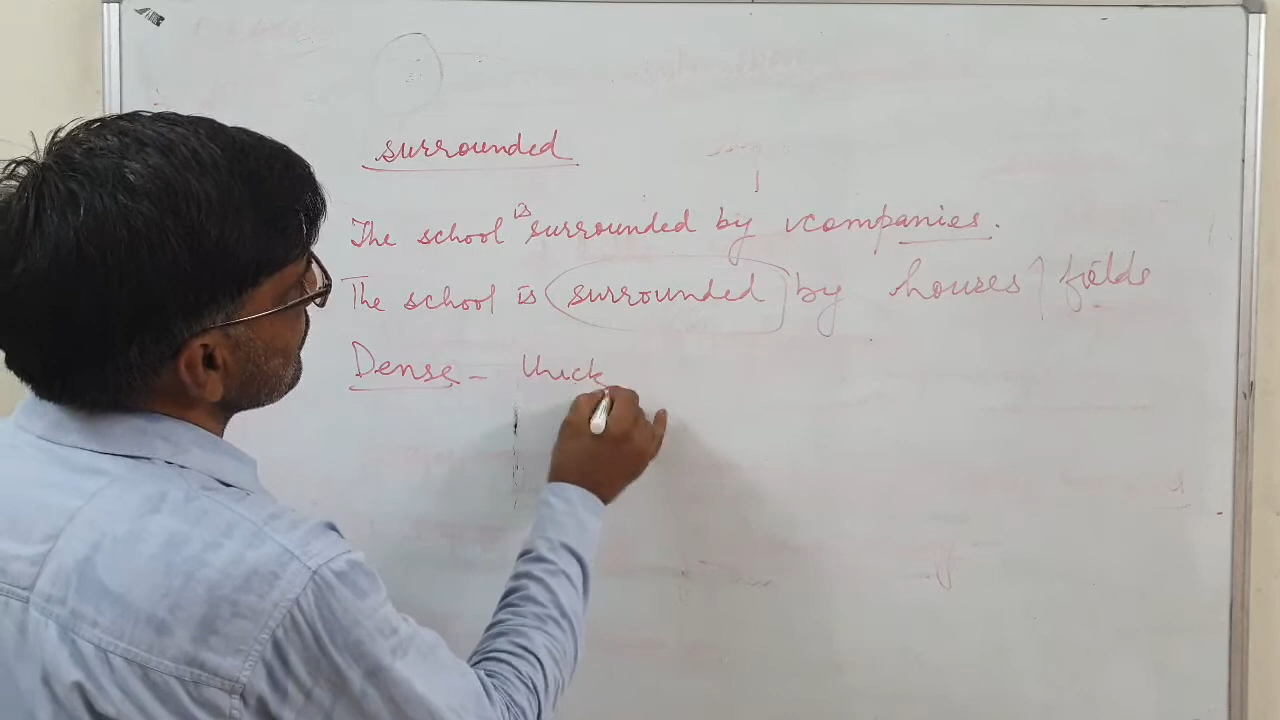 surrounded
The school is surrounded by companies.
The school is surrounded by houses / fields
Dense - thick